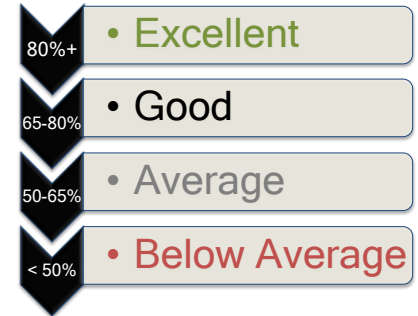 80%+ • Excellent
65-80% • Good
50-65% • Average
< 50% • Below Average